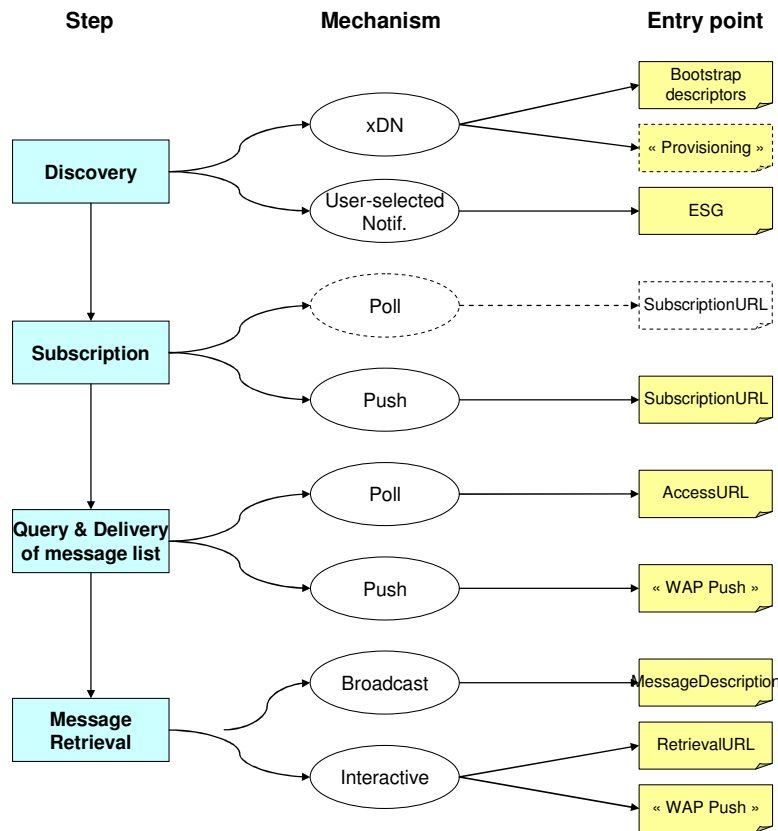 Step
Mechanism
Entry point
Discovery
xDN
Bootstrap
descriptors
« Provisioning »
User-selected
Notif.
ESG
Subscription
Poll
SubscriptionURL
Push
SubscriptionURL
Query & Delivery
of message list
Poll
AccessURL
Push
« WAP Push »
Message
Retrieval
Broadcast
MessageDescription
Interactive
RetrievalURL
« WAP Push »